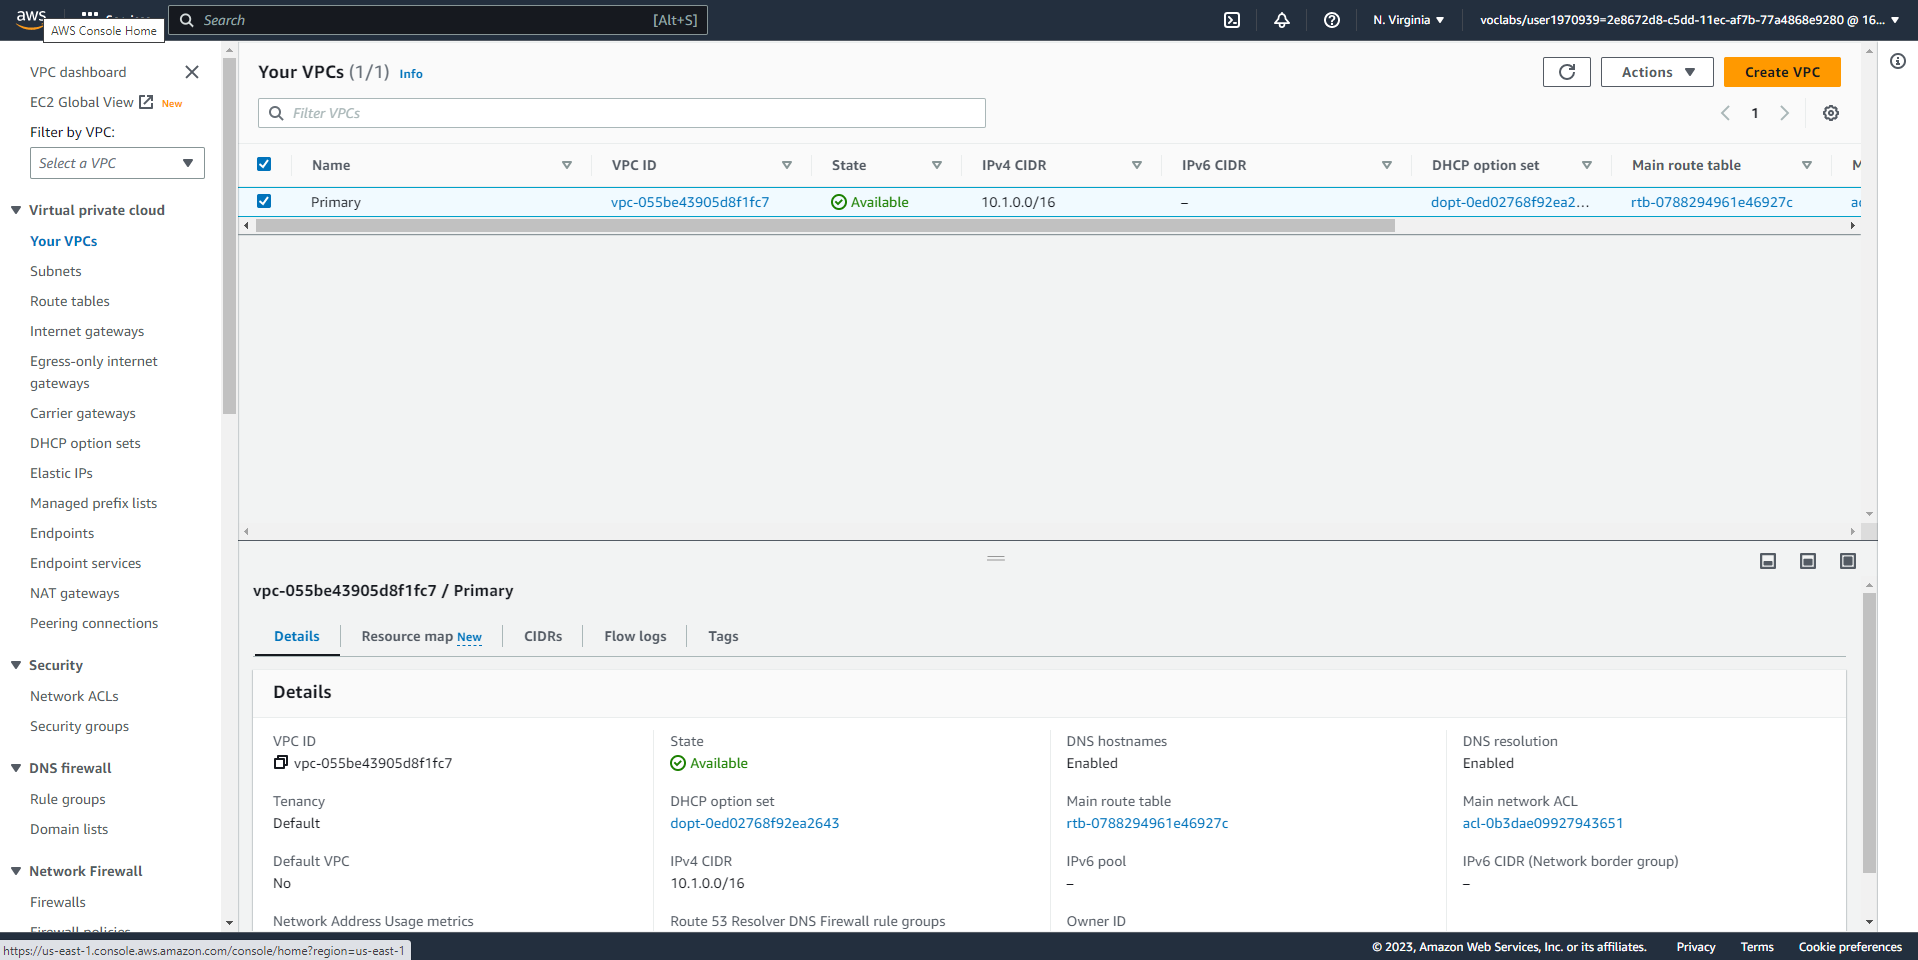 aws
AWS Console Home
Search [Alt+S]
N. Virginia
voclabs/user1970939=2e8672d8-c5dd-11ec-af7b-77a4868e9280 @ 16...
VPC dashboard
EC2 Global View New
Filter by VPC:
Select a VPC
Virtual private cloud
Your VPCs
Subnets
Route tables
Internet gateways
Egress-only internet
gateways
Carrier gateways
DHCP option sets
Elastic IPs
Managed prefix lists
Endpoints
Endpoint services
NAT gateways
Peering connections
Security
Network ACLs
Security groups
DNS firewall
Rule groups
Domain lists
Network Firewall
Firewalls
Firewall policies
Your VPCs (1/1) Info
Actions
Create VPC
Filter VPCs
1
Name VPC ID State IPv4 CIDR IPv6 CIDR DHCP option set Main route table
Primary vpc-055be43905d8f1fc7 Available 10.1.0.0/16 – dopt-0ed02768f92ea2... rtb-0788294961e46927c
vpc-055be43905d8f1fc7 / Primary
Details Resource map New CIDRs Flow logs Tags
Details
VPC ID State DNS hostnames DNS resolution
vpc-055be43905d8f1fc7 Available Enabled Enabled
Tenancy DHCP option set Main route table Main network ACL
Default dopt-0ed02768f92ea2643 rtb-0788294961e46927c acl-0b3dae09927943651
Default VPC IPv4 CIDR IPv6 pool IPv6 CIDR (Network border group)
No 10.1.0.0/16 – –
Network Address Usage metrics Route 53 Resolver DNS Firewall rule groups Owner ID
https://us-east-1.console.aws.amazon.com/console/home?region=us-east-1
© 2023, Amazon Web Services, Inc. or its affiliates. Privacy Terms Cookie preferences